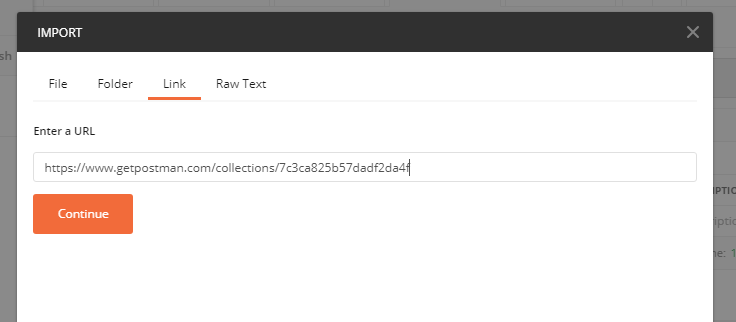 IMPORT
sh
File Folder Link Raw Text
Enter a URL
https://www.getpostman.com/collections/7c3ca825b57dadf2da4f
Continue
IPTIO
riptio
ne: 1